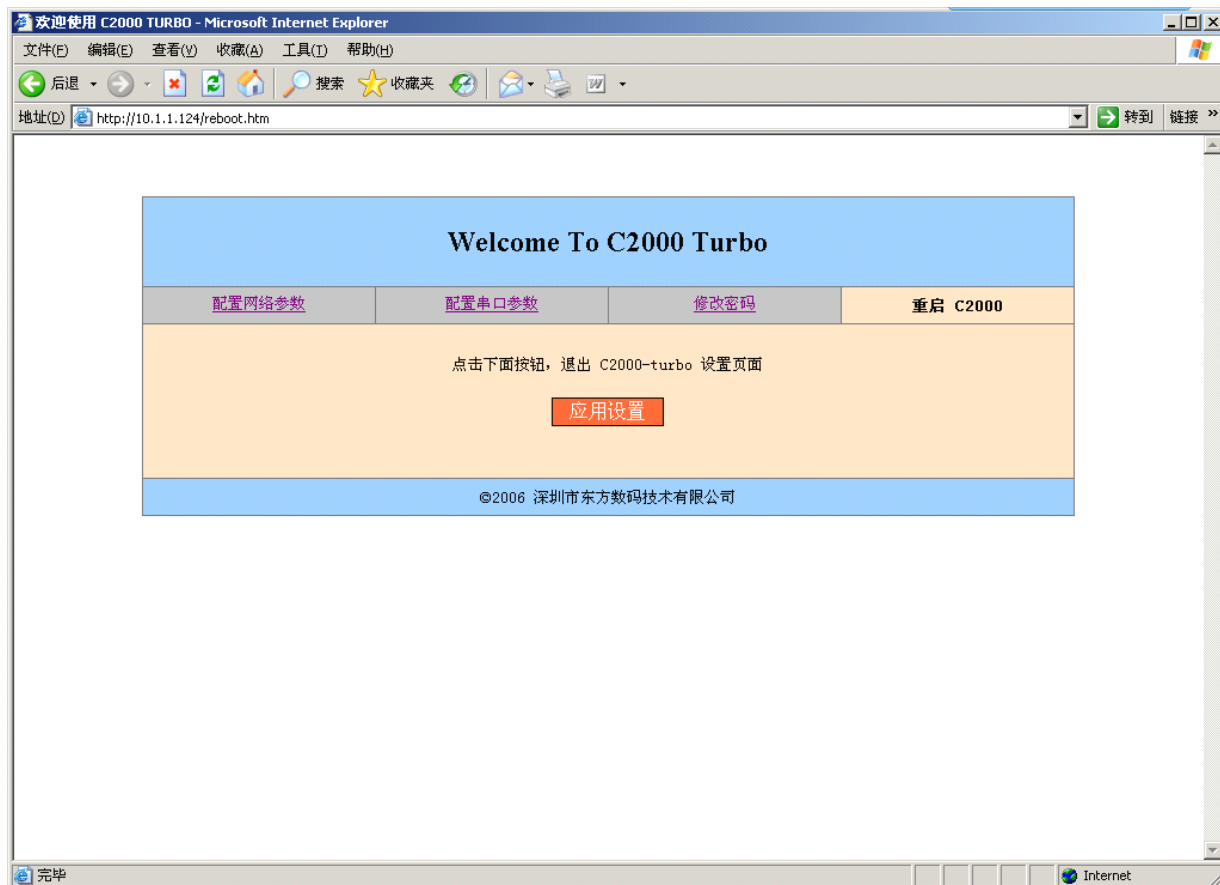 欢迎使用 C2000 TURBO - Microsoft Internet Explorer
文件(F) 编辑(E) 查看(V) 收藏(A) 工具(T) 帮助(H)
后退 搜索 收藏夹
地址(D) http://10.1.1.124/reboot.htm 转到 链接 »
Welcome To C2000 Turbo
配置网络参数 配置串口参数 修改密码 重启 C2000
点击下面按钮，退出 C2000-turbo 设置页面
应用设置
©2006 深圳市东方数码技术有限公司
完毕 Internet